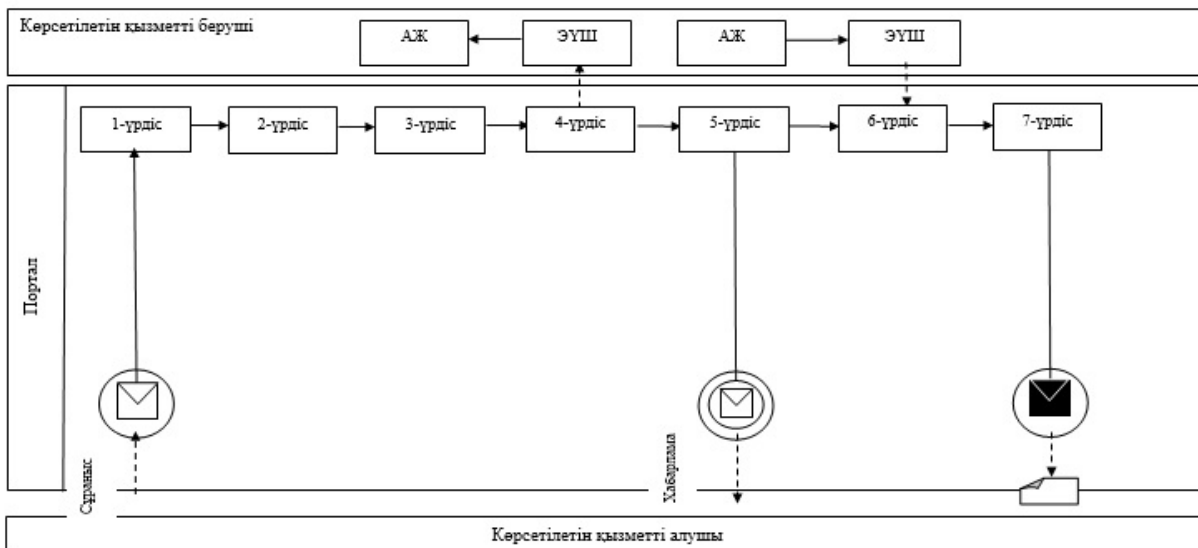 Көрсетілетін қызметті беруші
АЖ
ЭҮШ
АЖ
ЭҮШ
1-үрдіс
2-үрдіс
3-үрдіс
4-үрдіс
5-үрдіс
6-үрдіс
7-үрдіс
Портал
Сұраныс
Хабарлама
Көрсетілетін қызметті алушы